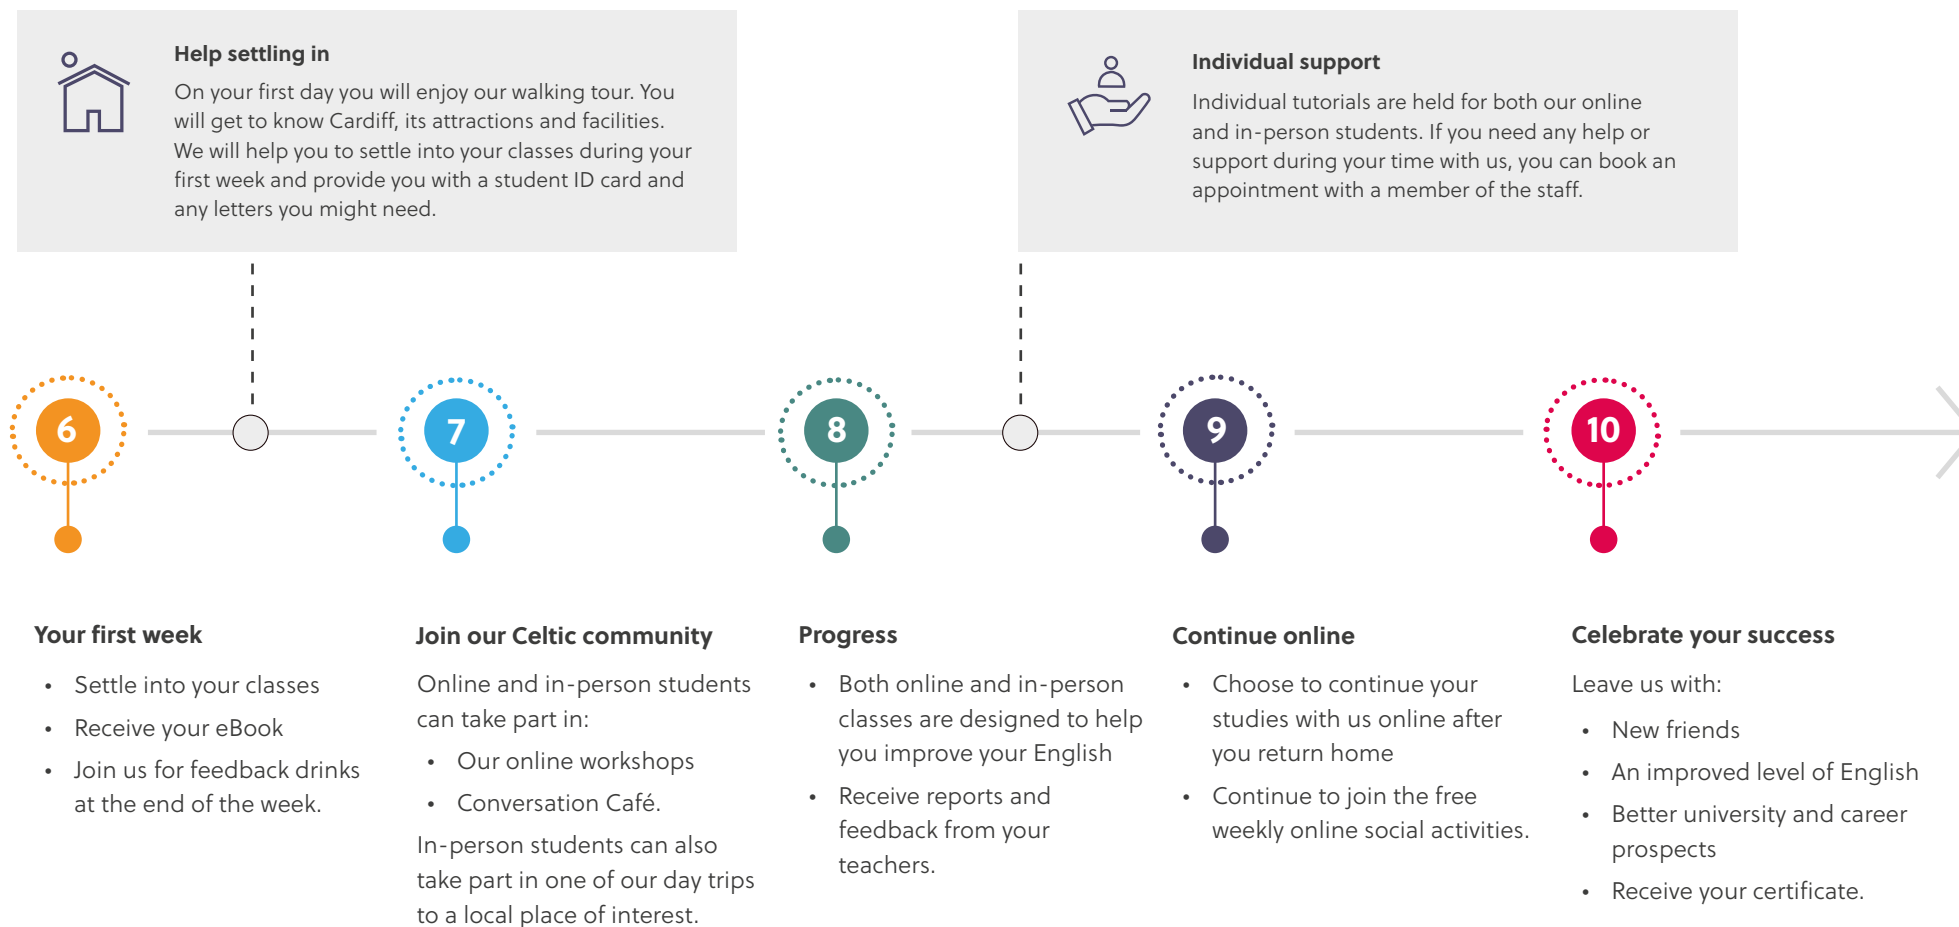 Help settling in
On your first day you will enjoy our walking tour. You
will get to know Cardiff, its attractions and facilities.
We will help you to settle into your classes during your
first week and provide you with a student ID card and
any letters you might need.
Individual support
Individual tutorials are held for both our online
and in-person students. If you need any help or
support during your time with us, you can book an
appointment with a member of the staff.
6
7
8
9
10
Your first week
• Settle into your classes
• Receive your eBook
• Join us for feedback drinks
at the end of the week.
Join our Celtic community
Online and in-person students
can take part in:
• Our online workshops
• Conversation Café.
In-person students can also
take part in one of our day trips
to a local place of interest.
Progress
• Both online and in-person
classes are designed to help
you improve your English
• Receive reports and
feedback from your
teachers.
Continue online
• Choose to continue your
studies with us online after
you return home
• Continue to join the free
weekly online social activities.
Celebrate your success
Leave us with:
• New friends
• An improved level of English
• Better university and career
prospects
• Receive your certificate.